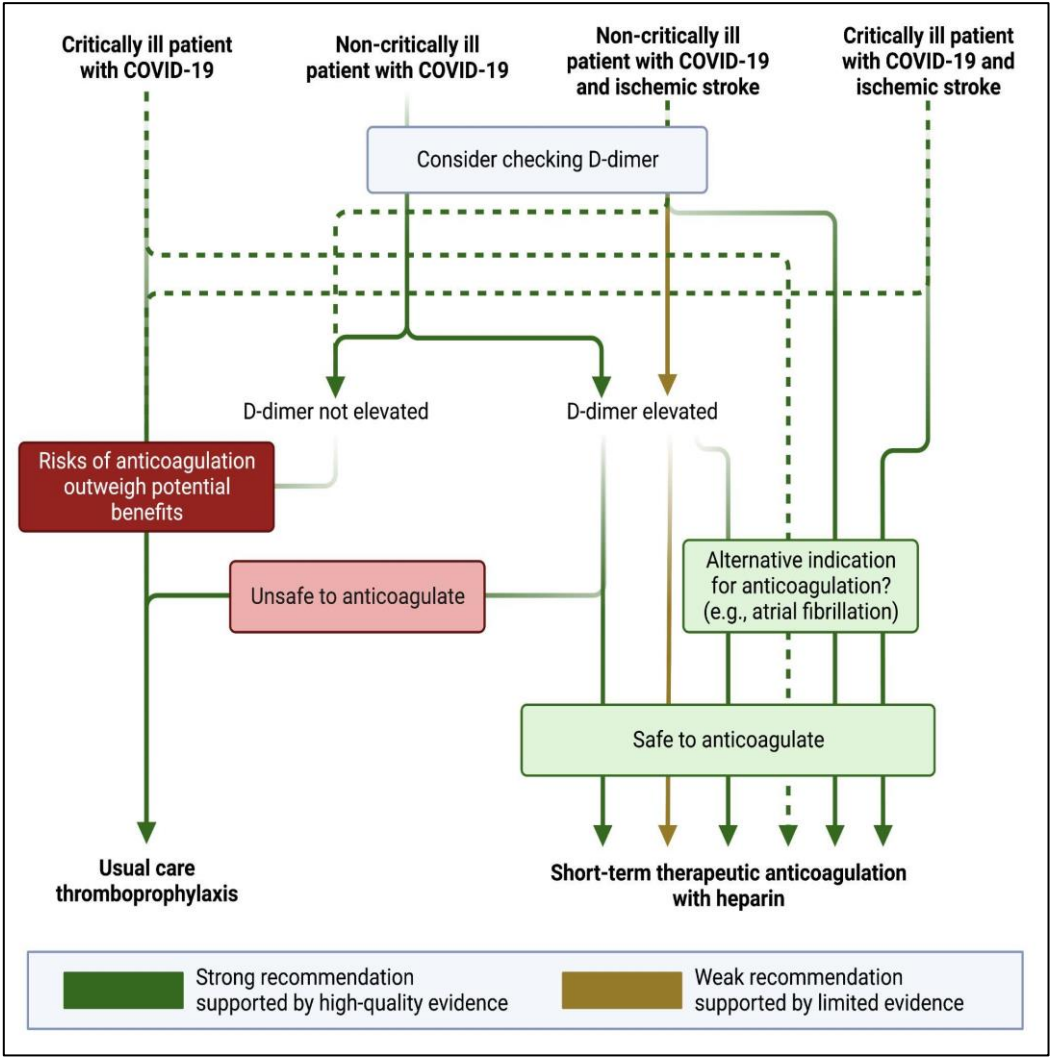 Critically ill patient
with COVID-19
Non-critically ill
patient with COVID-19
Non-critically ill
patient with COVID-19
and ischemic stroke
Critically ill patient
with COVID-19 and
ischemic stroke
Consider checking D-dimer
D-dimer not elevated
D-dimer elevated
Risks of anticoagulation
outweigh potential
benefits
Unsafe to anticoagulate
Alternative indication
for anticoagulation?
(e.g., atrial fibrillation)
Safe to anticoagulate
Usual care
thromboprophylaxis
Short-term therapeutic anticoagulation
with heparin
Strong recommendation
supported by high-quality evidence
Weak recommendation
supported by limited evidence